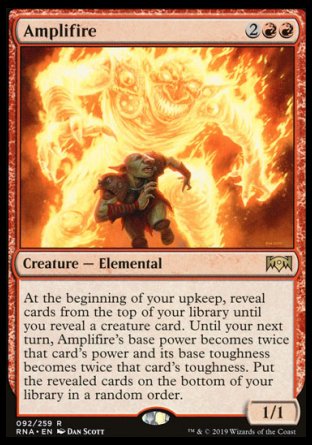 Amplifire 2
Creature — Elemental
At the beginning of your upkeep, reveal
cards from the top of your library until
you reveal a creature card. Until your
next turn, Amplifire's base power becomes twice
that card's power and its base toughness
becomes twice that card's toughness. Put
the revealed cards on the bottom of your
library in a random order.
1/1
092/259 R
RNA • EN Dan Scott
™ & © 2019 Wizards of the Coast